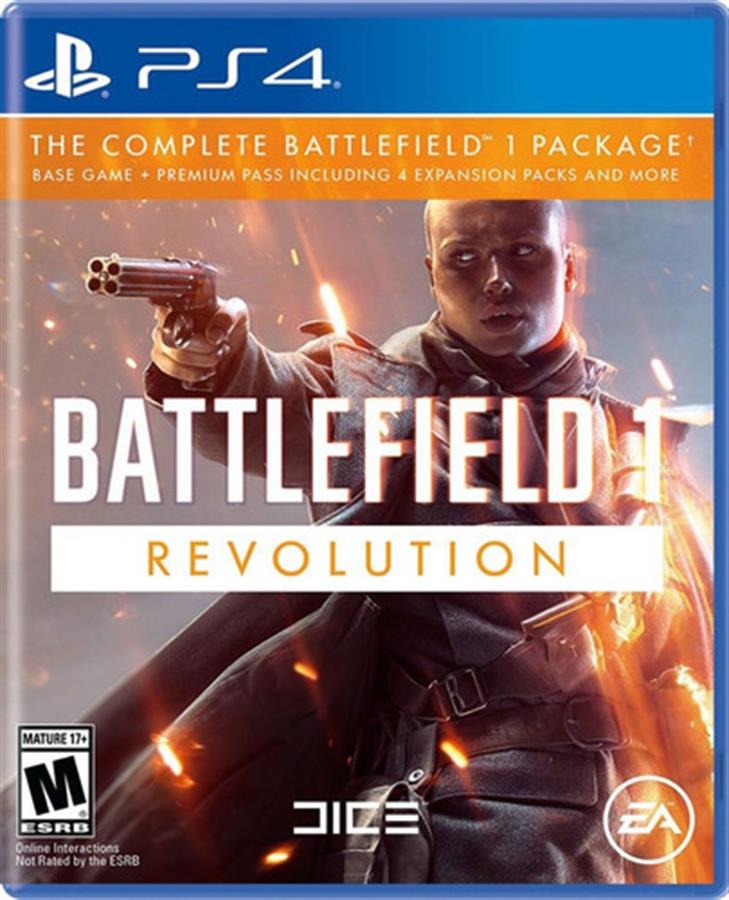 PS4
THE COMPLETE BATTLEFIELD™ 1 PACKAGE†
BASE GAME + PREMIUM PASS INCLUDING 4 EXPANSION PACKS AND MORE
BATTLEFIELD 1
REVOLUTION
MATURE 17+
M
ESRB
Online Interactions
Not Rated by the ESRB
DICE
EA